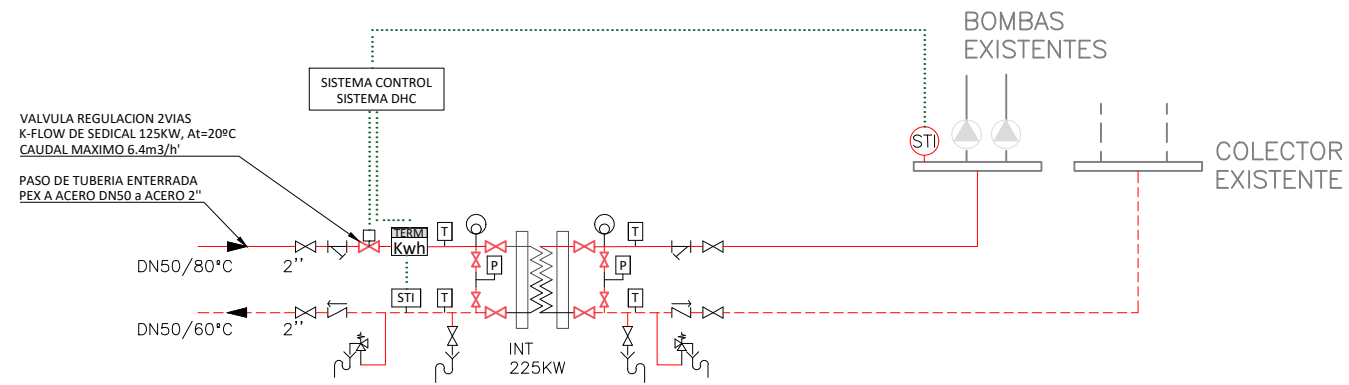 BOMBAS
EXISTENTES
SISTEMA CONTROL
SISTEMA DHC
VALVULA REGULACION 2VIAS
K-FLOW DE SEDICAL 125KW, At=20ºC
CAUDAL MAXIMO 6.4m3/h'
STI
COLECTOR
EXISTENTE
PASO DE TUBERIA ENTERRADA
PEX A ACERO DN50 a ACERO 2''
TERM
Kwh
T
T
P
P
DN50/80°C
2''
STI
T
T
DN50/60°C
2''
INT
225KW